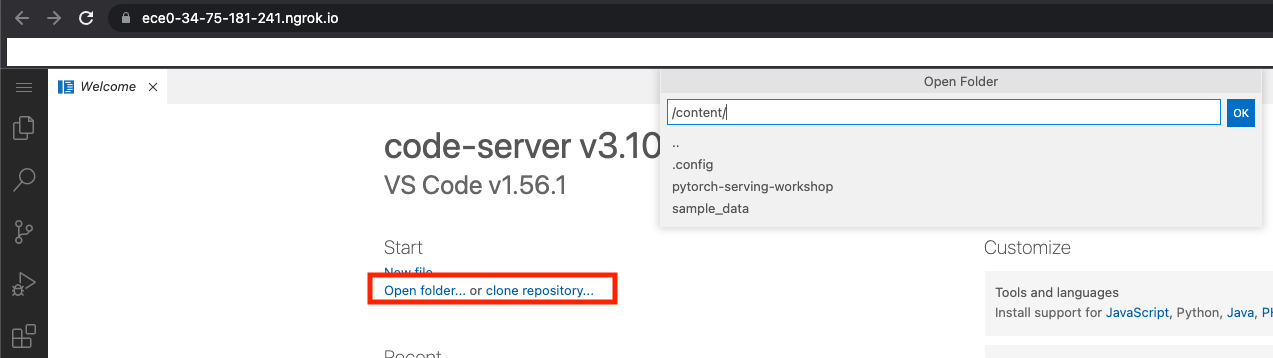 ece0-34-75-181-241.ngrok.io
Welcome
Open Folder
/content/
OK
..
.config
pytorch-serving-workshop
sample_data
code-server v3.10
VS Code v1.56.1
Start
New file
Open folder... or clone repository...
Recent
Customize
Tools and languages
Install support for JavaScript, Python, Java,